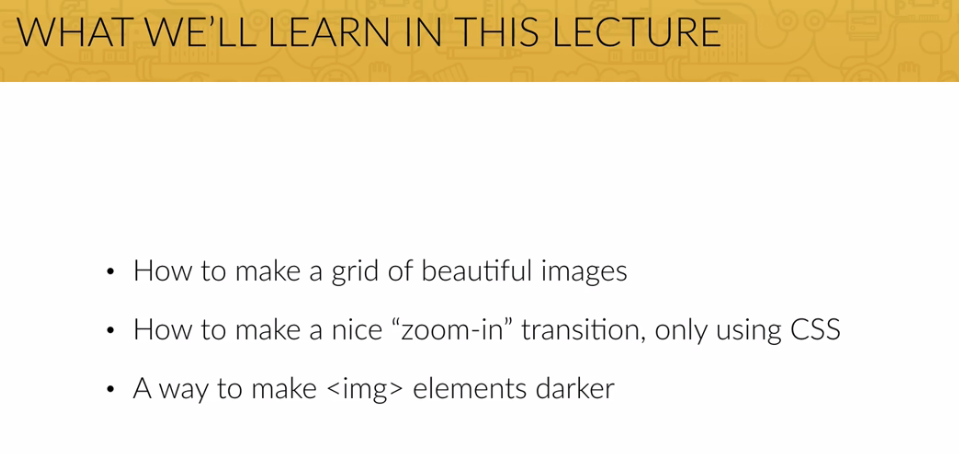 WHAT WE’LL LEARN IN THIS LECTURE
• How to make a grid of beautiful images
• How to make a nice “zoom-in” transition, only using CSS
• A way to make <img> elements darker